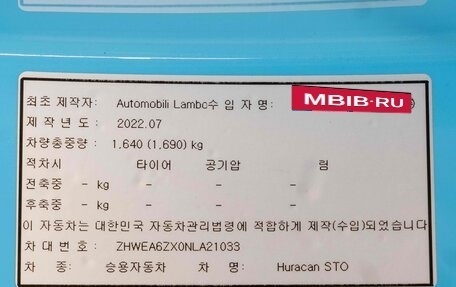 최초 제작자: Automobili Lambc수 입 자 명: MBIB.RU
제 작 년 도 : 2022.07
차량총중량 : 1,640 (1,690) kg
적차시 타이어 공기압 림
전축중 - kg - - -
후축중 - kg - - -
이 자동차는 대한민국 자동차관리법령에 적합하게 제작(수입)되었습니다
차 대 번 호 : ZHWEA6ZX0NLA21033
차 종: 승용자동차 차 명: Huracan STO